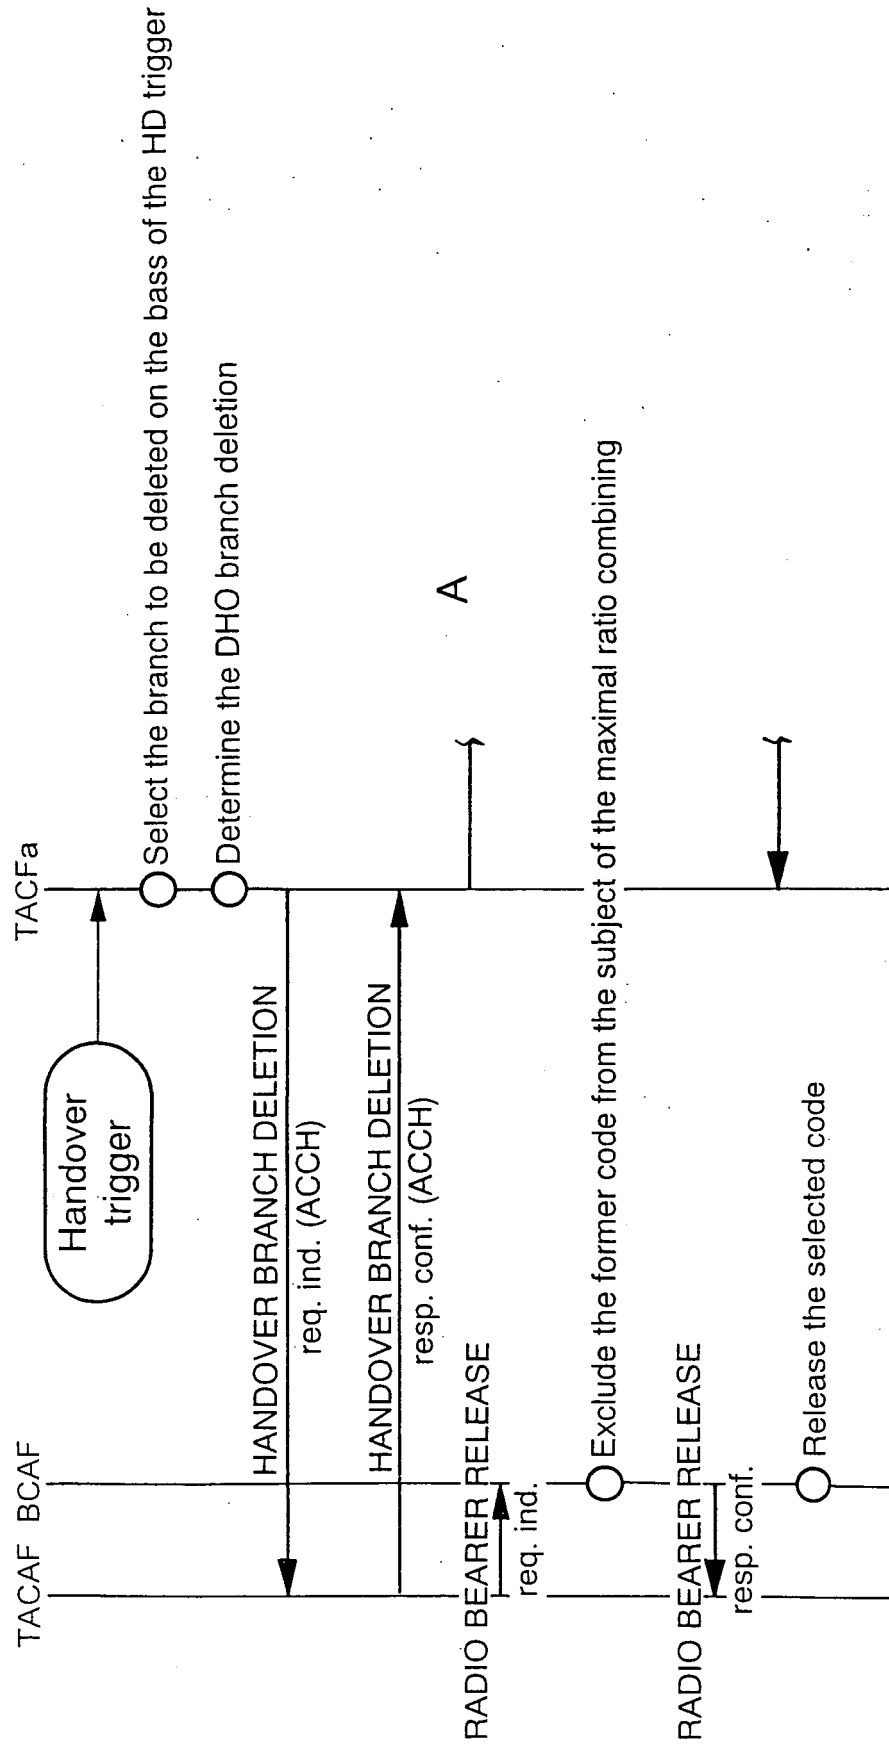 TACAF
BCAF
TACFa
Handover
trigger
Select the branch to be deleted on the bass of the HD trigger
Determine the DHO branch deletion
HANDOVER BRANCH DELETION
req. ind. (ACCH)
HANDOVER BRANCH DELETION
resp. conf. (ACCH)
A
RADIO BEARER RELEASE
req. ind.
Exclude the former code from the subject of the maximal ratio combining
RADIO BEARER RELEASE
resp. conf.
Release the selected code